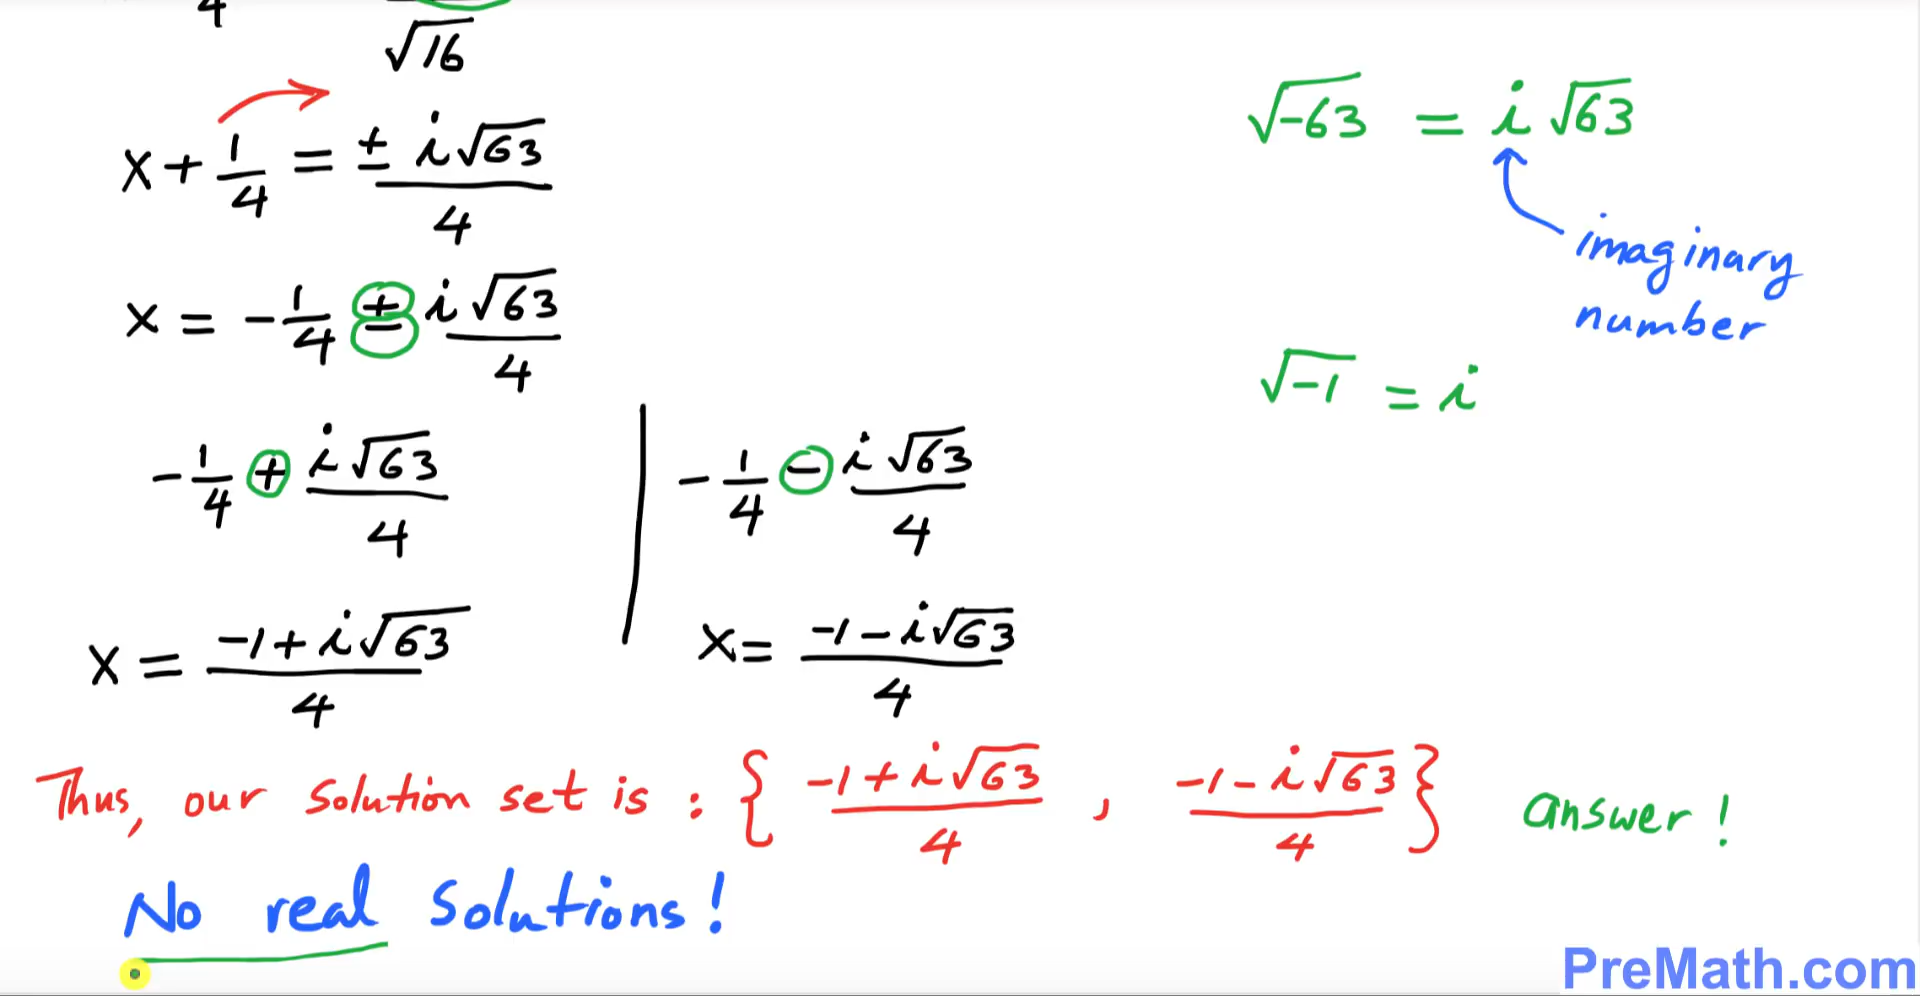 4
√16
x + 1/4 = ± i√63/4
x = -1/4 ± i√63/4
-1/4 + i√63/4
-1/4 - i√63/4
x = -1 + i√63/4
x = -1 - i√63/4
√-63 = i√63
imaginary
number
√-1 = i
Thus, our solution set is : { -1 + i√63/4 , -1 - i√63/4 } answer !
No real solutions !
PreMath.com